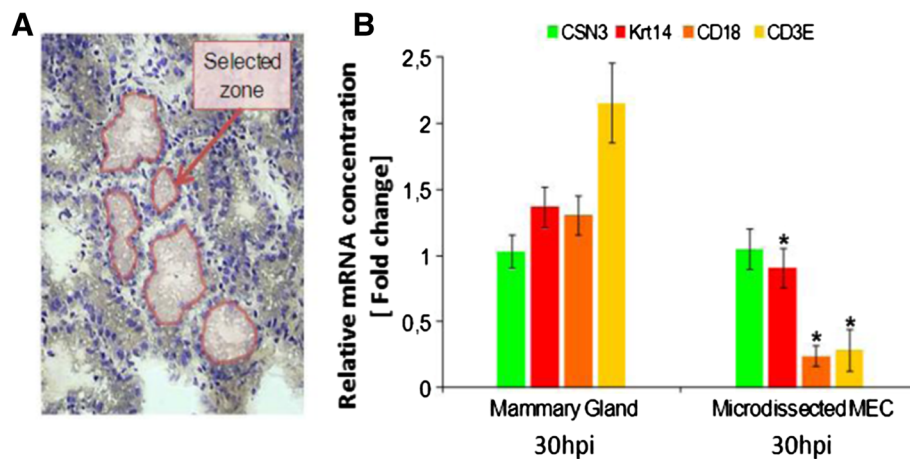 A
Selected
zone
B
CSN3 Krt14 CD18 CD3E
Relative mRNA concentration
[ Fold change]
2,5
2
1,5
1
0,5
0
*
*
*
Mammary Gland
Microdissected MEC
30hpi
30hpi